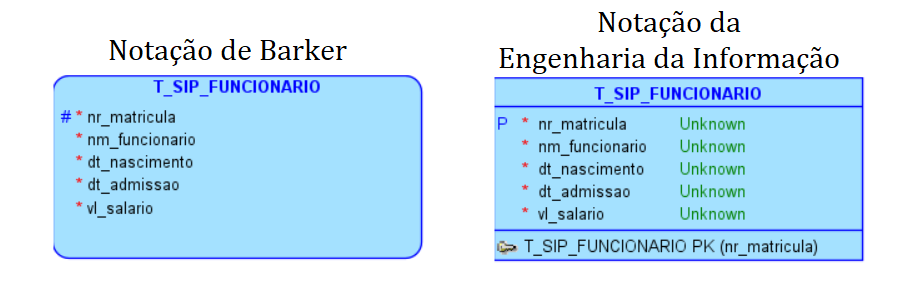 Notação de Barker
T_SIP_FUNCIONARIO
# * nr_matricula
* nm_funcionario
* dt_nascimento
* dt_admissao
* vl_salario
Notação da
Engenharia da Informação
T_SIP_FUNCIONARIO
P * nr_matricula Unknown
* nm_funcionario Unknown
* dt_nascimento Unknown
* dt_admissao Unknown
* vl_salario Unknown
T_SIP_FUNCIONARIO PK (nr_matricula)